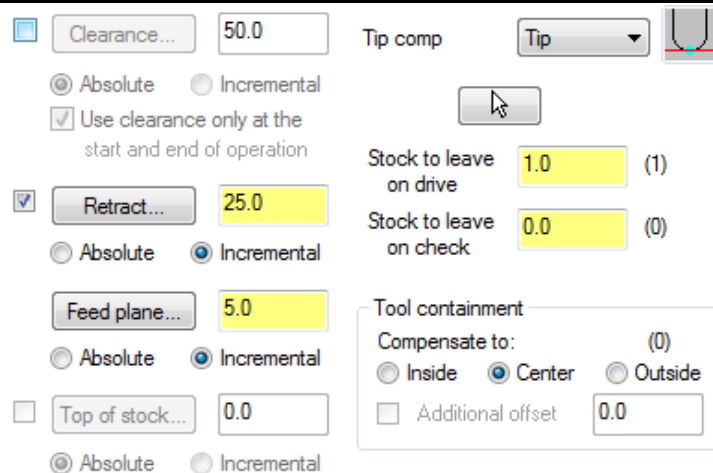 Clearance... 50.0
Absolute Incremental
Use clearance only at the
start and end of operation
Retract... 25.0
Absolute Incremental
Feed plane... 5.0
Absolute Incremental
Top of stock... 0.0
Absolute Incremental
Tip comp Tip
Stock to leave
on drive 1.0 (1)
Stock to leave
on check 0.0 (0)
Tool containment
Compensate to: (0)
Inside Center Outside
Additional offset 0.0